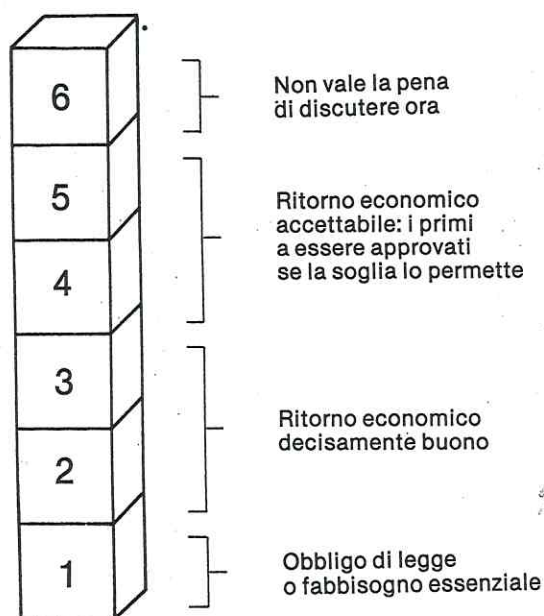 6
Non vale la pena
di discutere ora
5
Ritorno economico
accettabile: i primi
a essere approvati
se la soglia lo permette
4
3
Ritorno economico
decisamente buono
2
1
Obbligo di legge
o fabbisogno essenziale